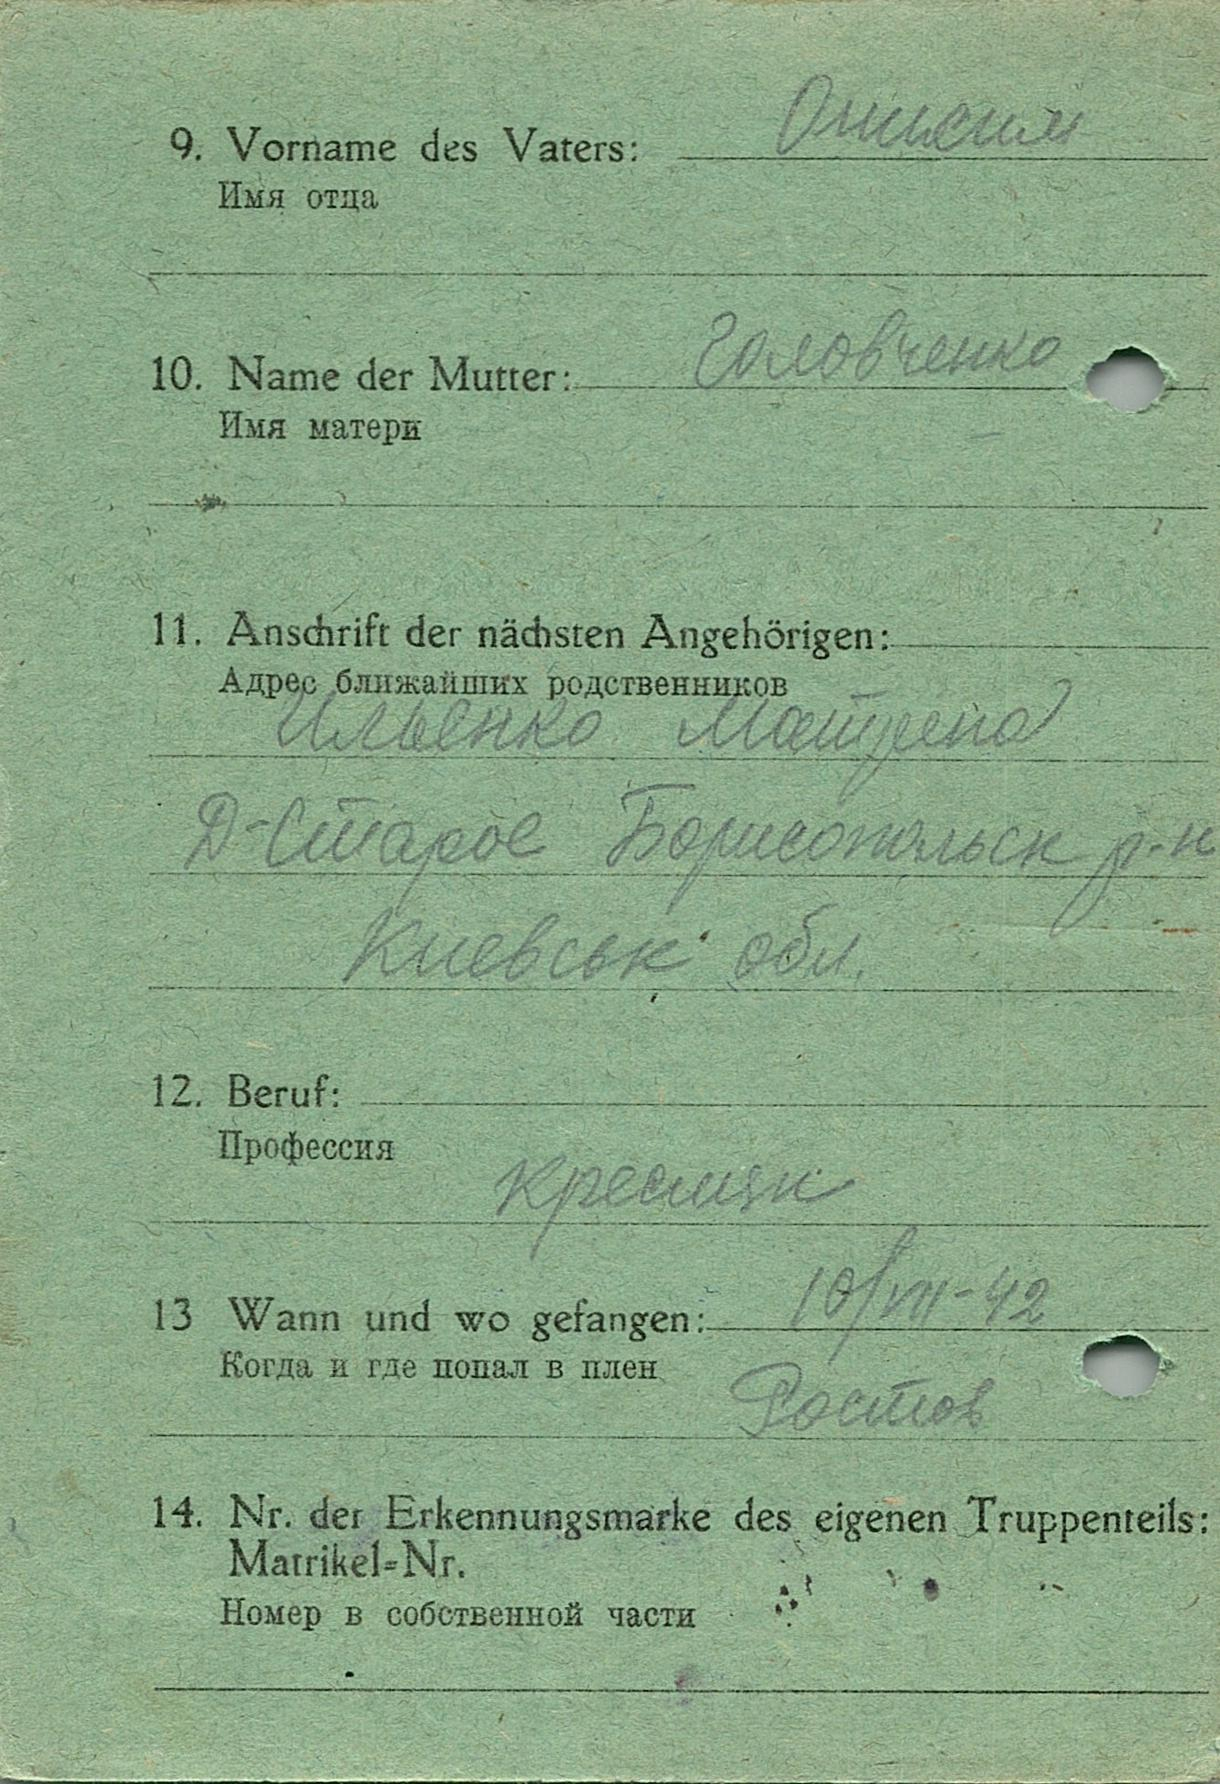 9. Vorname des Vaters: Онисим
Имя отца
10. Name der Mutter: Головченко
Имя матери
11. Anschrift der nächsten Angehörigen:
Адрес ближайших родственников
Ильенко Матрена
Д-Старое Борисопольск р-н
Киевськ обл.
12. Beruf:
Профессия
Кресмян
13 Wann und wo gefangen: 10/VII-42
Когда и где попал в плен
Ростов
14. Nr. der Erkennungsmarke des eigenen Truppenteils:
Matrikel-Nr.
Номер в собственной части